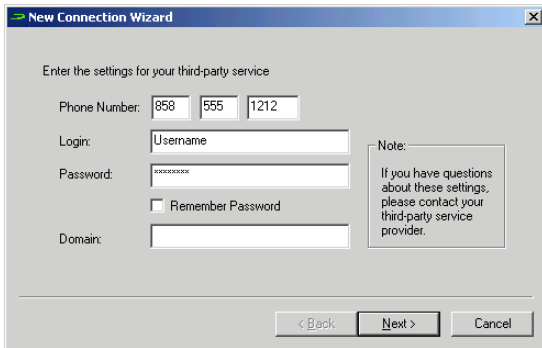 New Connection Wizard
Enter the settings for your third-party service
Phone Number: 858 555 1212
Login: Username
Password: xxxxxxxx
Remember Password
Domain:
Note:
If you have questions
about these settings,
please contact your
third-party service
provider.
< Back Next > Cancel